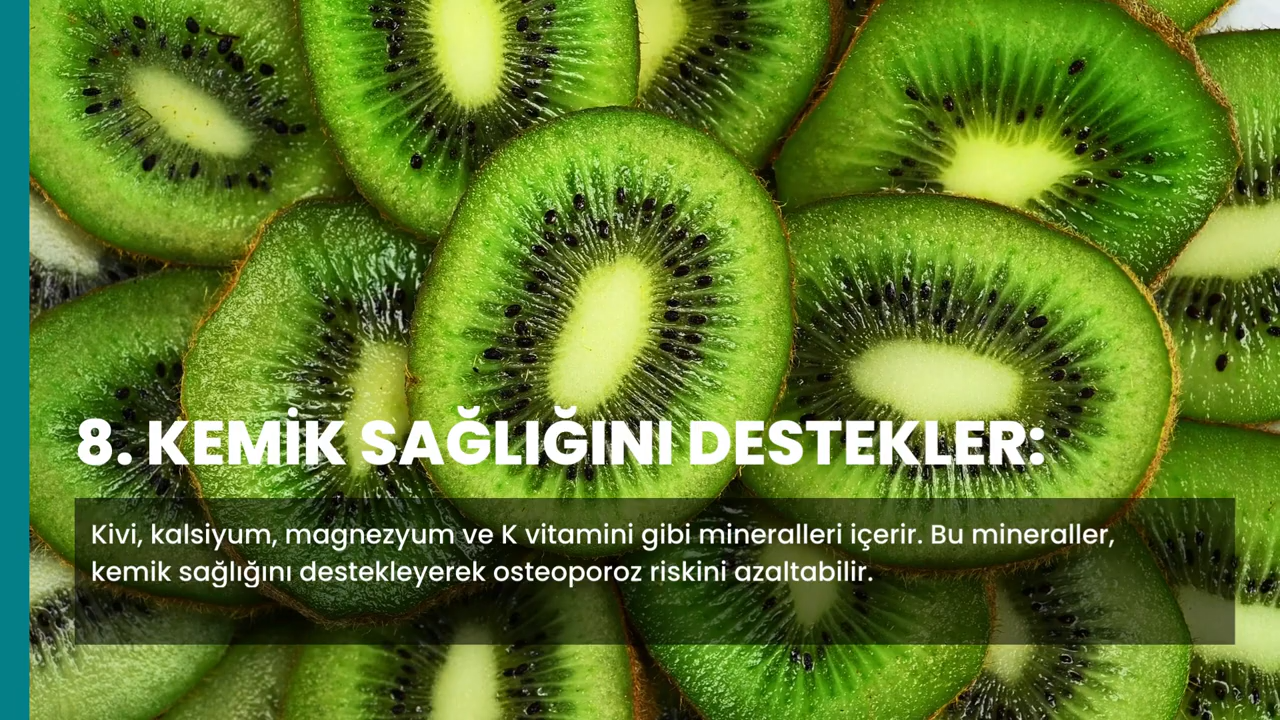 8. KEMİK SAĞLIĞINI DESTEKLER:
Kivi, kalsiyum, magnezyum ve K vitamini gibi mineralleri içerir. Bu mineraller,
kemik sağlığını destekleyerek osteoporoz riskini azaltabilir.